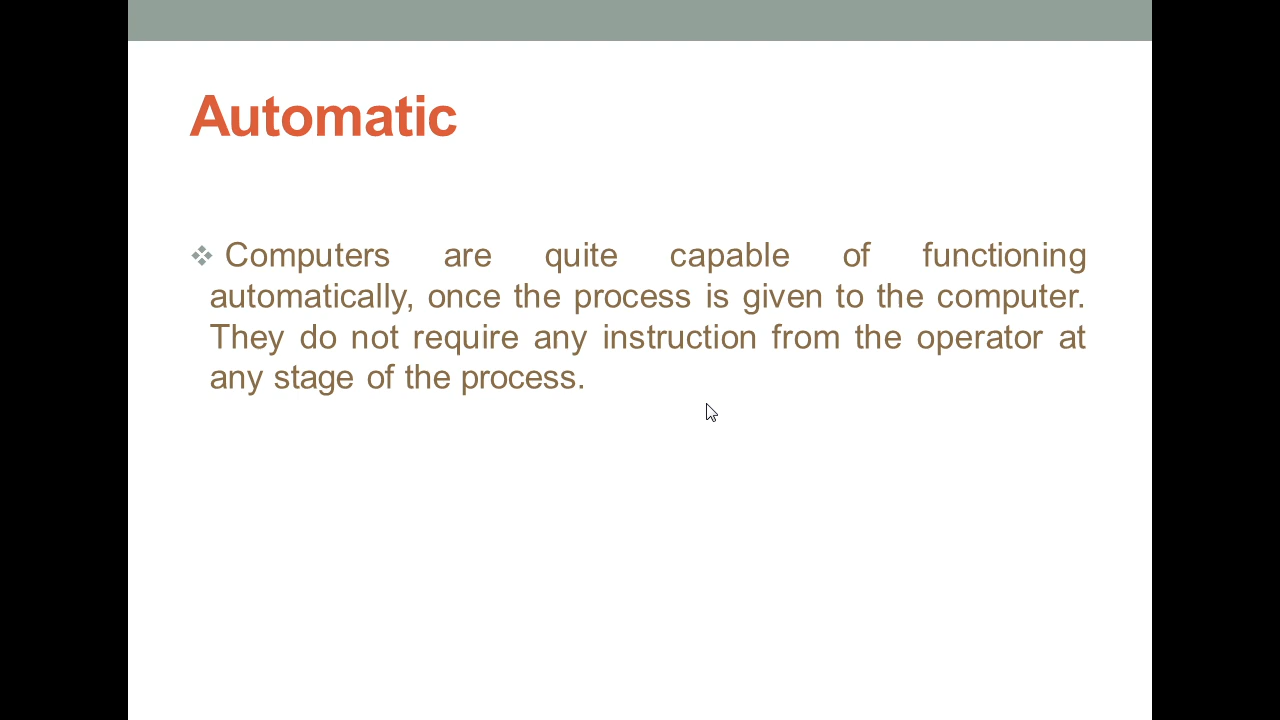 Automatic
Computers are quite capable of functioning
automatically, once the process is given to the computer.
They do not require any instruction from the operator at
any stage of the process.